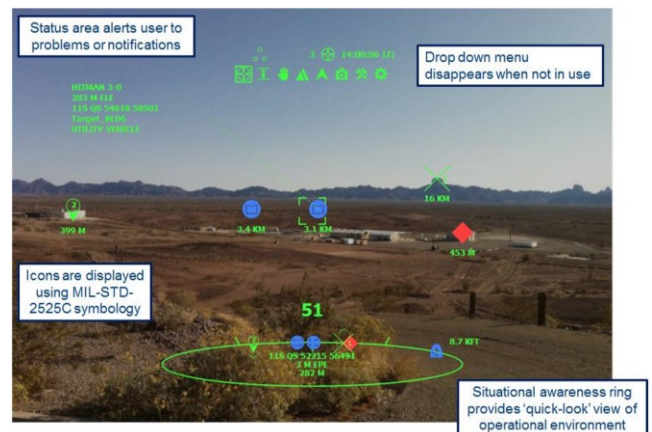 Status area alerts user to
problems or notifications
3 14:00:06 [Z]
Drop down menu
disappears when not in use
HITMAN 3-0
283 M ELE
11S QS 54610 58501
Target_BLDG
UTILITY VEHICLE
16 KM
2
399 M
3.4 KM
3.1 KM
453 M
Icons are displayed
using MIL-STD-
2525C symbology
51
8.7 KFT
11S QS 52215 56491
3 M EPE
282 M
Situational awareness ring
provides 'quick-look' view of
operational environment